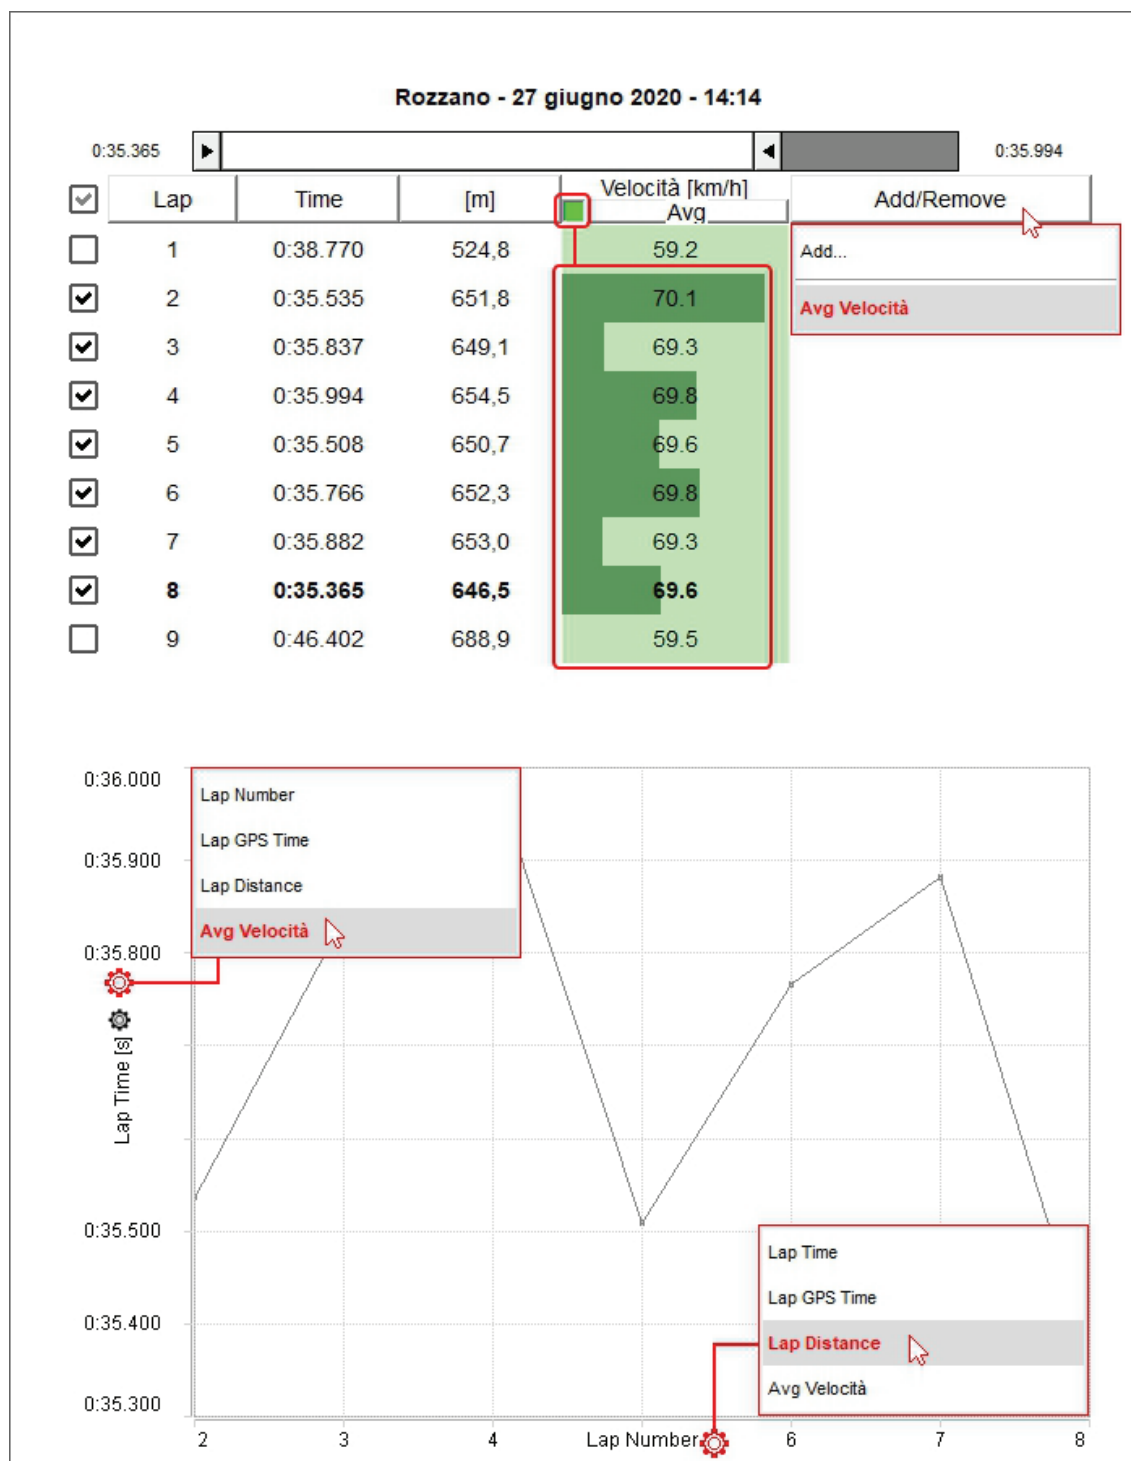 Rozzano - 27 giugno 2020 - 14:14
0:35.365 0:35.994
Lap Time [m] Velocità [km/h] Avg Add/Remove
1 0:38.770 524,8 59.2
Add...
2 0:35.535 651,8 70.1
Avg Velocità
3 0:35.837 649,1 69.3
4 0:35.994 654,5 69.8
5 0:35.508 650,7 69.6
6 0:35.766 652,3 69.8
7 0:35.882 653,0 69.3
8 0:35.365 646,5 69.6
9 0:46.402 688,9 59.5
0:36.000
Lap Number
Lap GPS Time
0:35.900
Lap Distance
Avg Velocità
0:35.800
Lap Time [s]
0:35.500
Lap Time
Lap GPS Time
0:35.400
Lap Distance
Avg Velocità
0:35.300
2 3 4 Lap Number 6 7 8